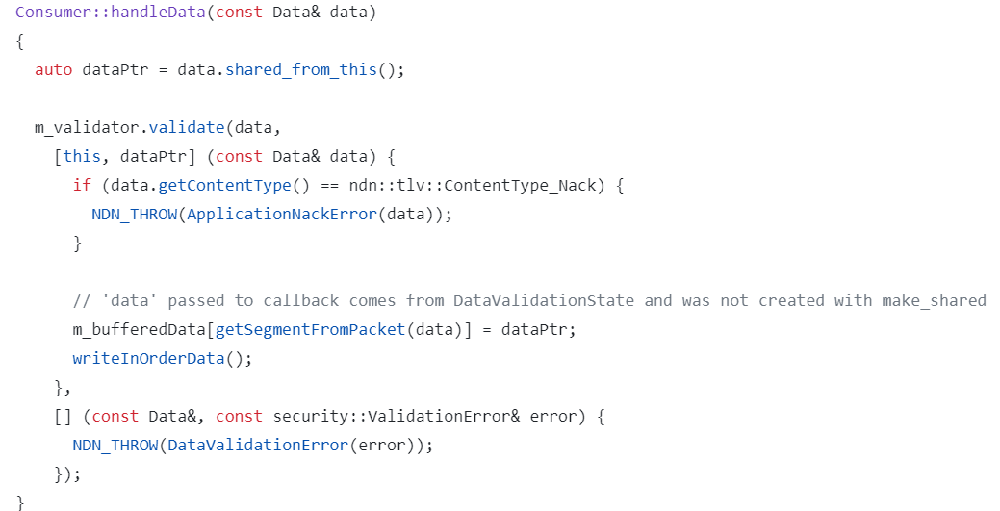 Consumer::handleData(const Data& data)
{
  auto dataPtr = data.shared_from_this();

  m_validator.validate(data,
    [this, dataPtr] (const Data& data) {
      if (data.getContentType() == ndn::tlv::ContentType_Nack) {
        NDN_THROW(ApplicationNackError(data));
      }

      // 'data' passed to callback comes from DataValidationState and was not created with make_shared
      m_bufferedData[getSegmentFromPacket(data)] = dataPtr;
      writeInOrderData();
    },
    [] (const Data&, const security::ValidationError& error) {
      NDN_THROW(DataValidationError(error));
    });
}